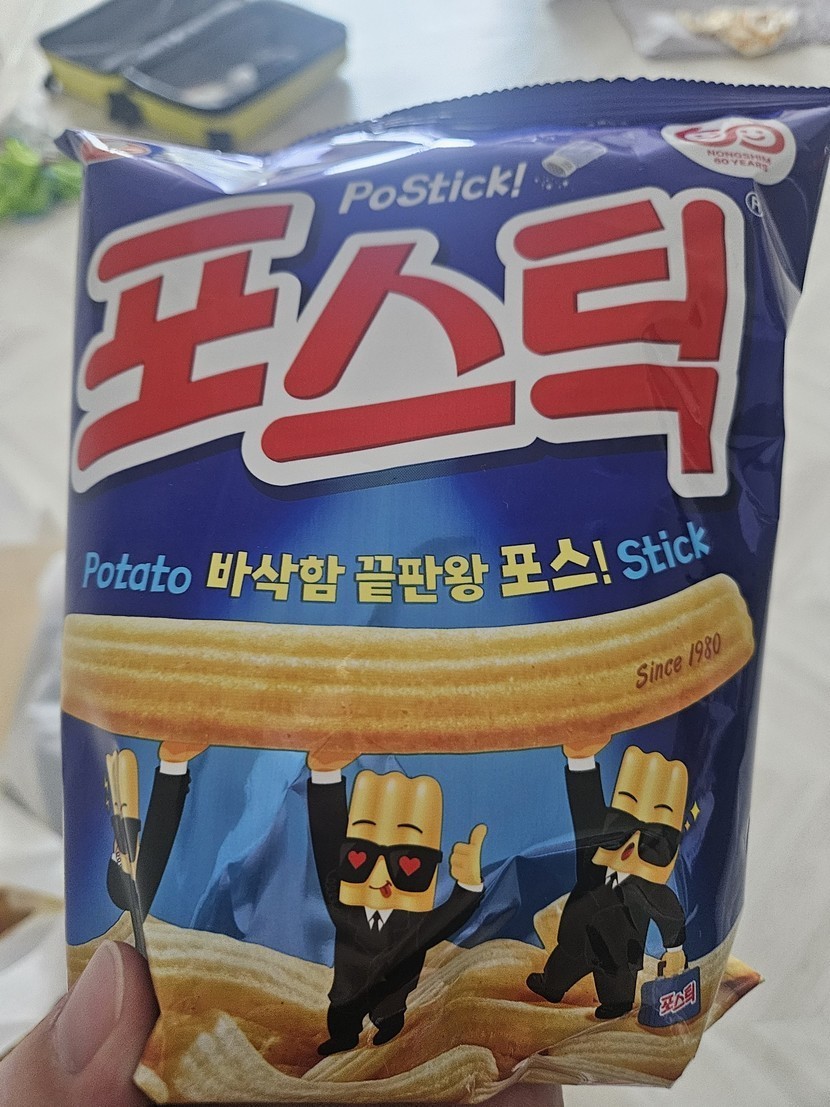 PoStick!
NONGSHIM
60 YEARS
포스틱
®
Potato 바삭함 끝판왕 포스! Stick
Since 1980
포스틱